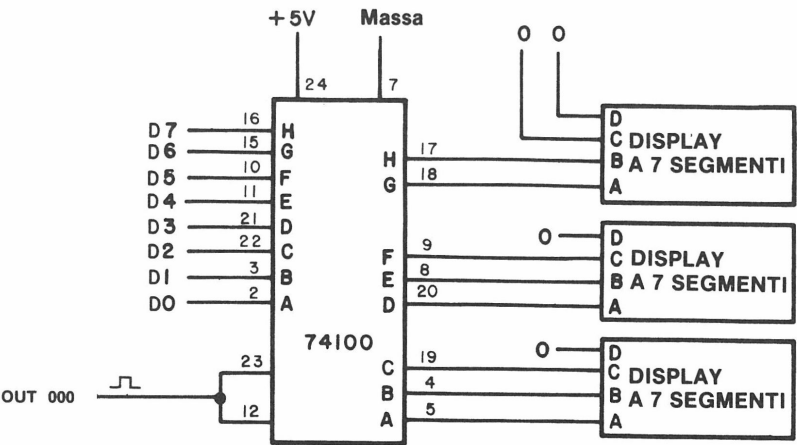 +5V Massa
24 7
0 0
D7 16 H
D6 15 G
D5 10 F
D4 11 E
D3 21 D
D2 22 C
D1 3 B
D0 2 A
74100
OUT 000
23
12
H 17
G 18
F 9
E 8
D 20
C 19
B 4
A 5
D
C DISPLAY
B A 7 SEGMENTI
A
0 D
C DISPLAY
B A 7 SEGMENTI
A
0 D
C DISPLAY
B A 7 SEGMENTI
A